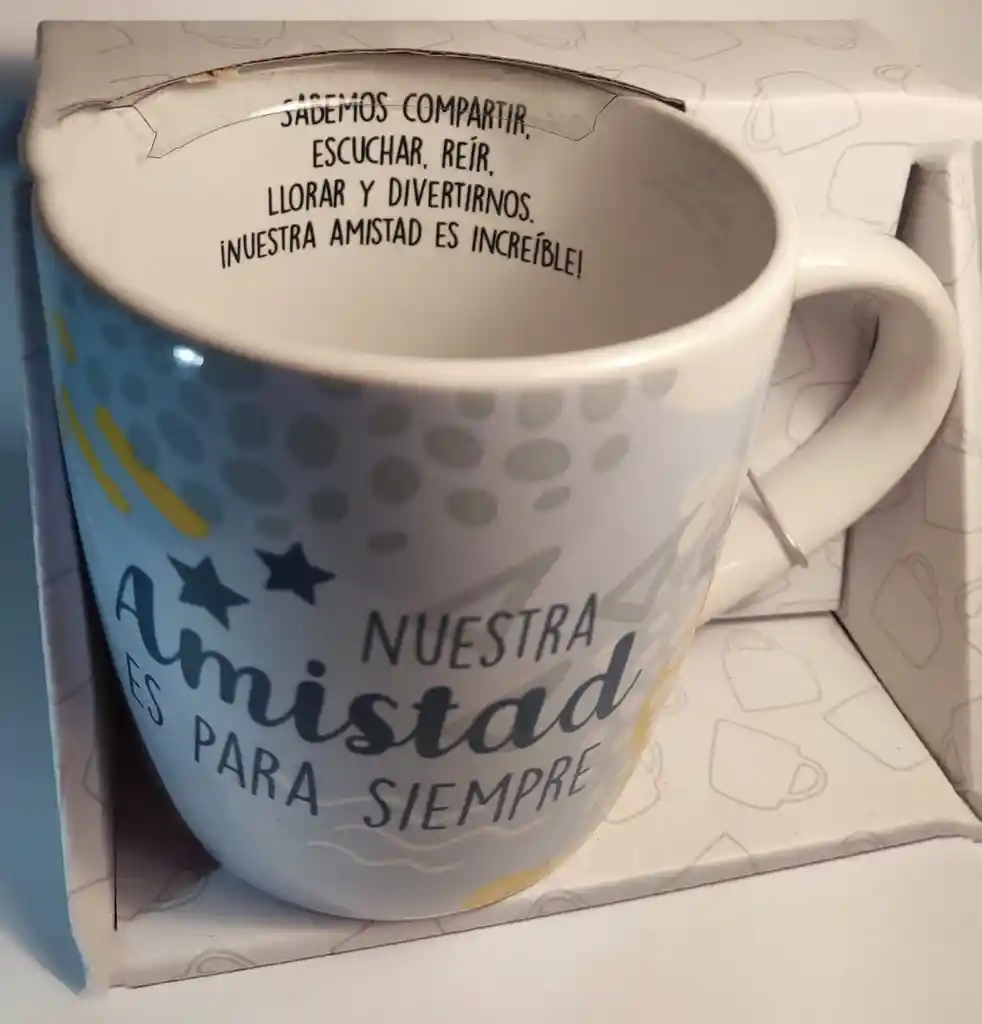 SABEMOS COMPARTIR,
ESCUCHAR, REÍR,
LLORAR Y DIVERTIRNOS.
¡NUESTRA AMISTAD ES INCREÍBLE!
NUESTRA
Amistad
ES PARA SIEMPRE